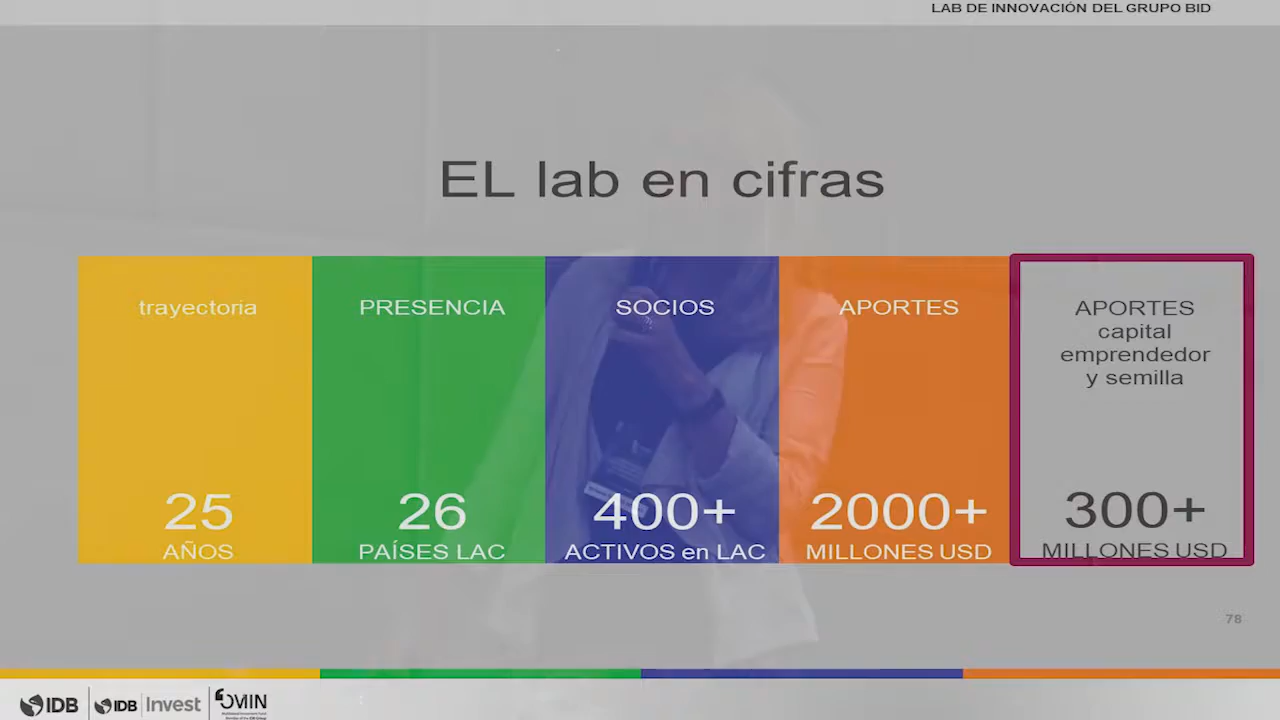 LAB DE INNOVACIÓN DEL GRUPO BID
EL lab en cifras
trayectoria
25
AÑOS
PRESENCIA
26
PAÍSES LAC
SOCIOS
400+
ACTIVOS en LAC
APORTES
2000+
MILLONES USD
APORTES
capital
emprendedor
y semilla
300+
MILLONES USD
78
IDB
IDB Invest